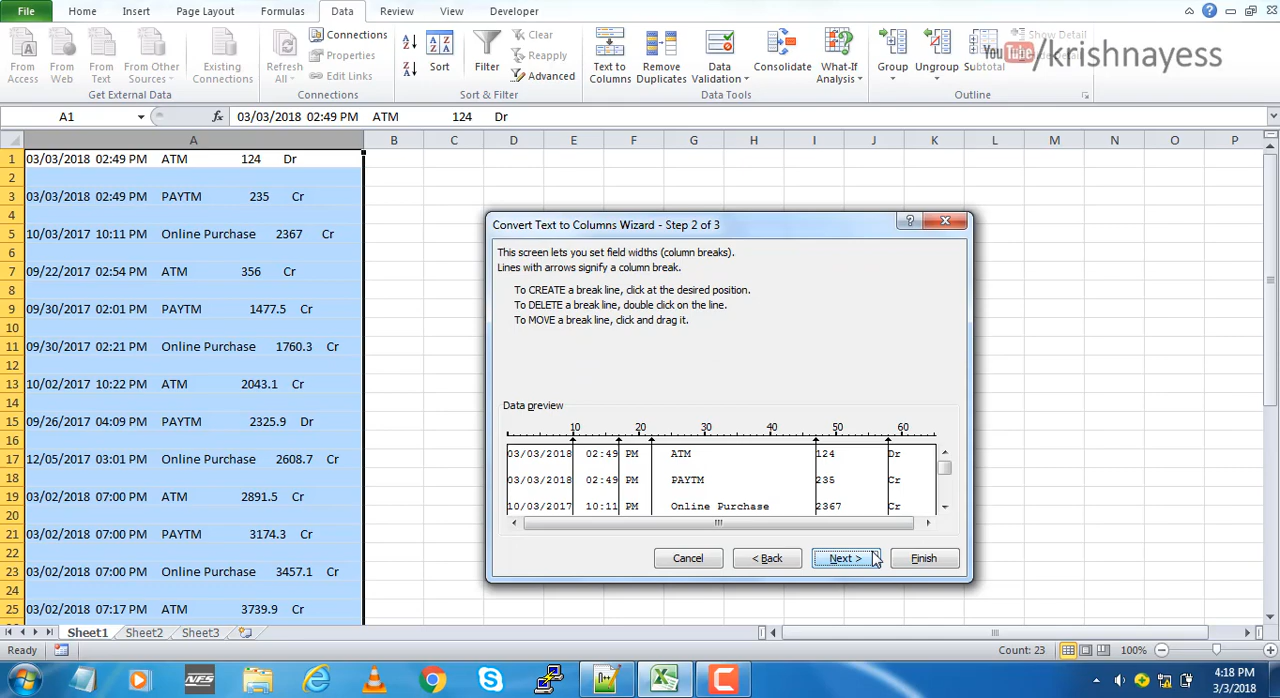 File Home Insert Page Layout Formulas Data Review View Developer
From Access
From Web
From Text
From Other Sources
Existing Connections
Get External Data
Refresh All
Connections
Properties
Edit Links
Connections
Sort
Filter
Clear
Reapply
Advanced
Sort & Filter
Text to Columns
Remove Duplicates
Data Validation
Consolidate
What-If Analysis
Data Tools
Group
Ungroup
Subtotal
Show Detail
Outline
YouTube /krishnayess
A1 fx 03/03/2018 02:49 PM ATM 124 Dr
A B C D E F G H I J K L M N O P
1 03/03/2018 02:49 PM ATM 124 Dr
2
3 03/03/2018 02:49 PM PAYTM 235 Cr
4
5 10/03/2017 10:11 PM Online Purchase 2367 Cr
6
7 09/22/2017 02:54 PM ATM 356 Cr
8
9 09/30/2017 02:01 PM PAYTM 1477.5 Cr
10
11 09/30/2017 02:21 PM Online Purchase 1760.3 Cr
12
13 10/02/2017 10:22 PM ATM 2043.1 Cr
14
15 09/26/2017 04:09 PM PAYTM 2325.9 Dr
16
17 12/05/2017 03:01 PM Online Purchase 2608.7 Cr
18
19 03/02/2018 07:00 PM ATM 2891.5 Cr
20
21 03/02/2018 07:00 PM PAYTM 3174.3 Cr
22
23 03/02/2018 07:00 PM Online Purchase 3457.1 Cr
24
25 03/02/2018 07:17 PM ATM 3739.9 Cr
Convert Text to Columns Wizard - Step 2 of 3
This screen lets you set field widths (column breaks).
Lines with arrows signify a column break.
To CREATE a break line, click at the desired position.
To DELETE a break line, double click on the line.
To MOVE a break line, click and drag it.
Data preview
10 20 30 40 50 60
03/03/2018 02:49 PM ATM 124 Dr
03/03/2018 02:49 PM PAYTM 235 Cr
10/03/2017 10:11 PM Online Purchase 2367 Cr
Cancel < Back Next > Finish
Sheet1 Sheet2 Sheet3
Ready Count: 23 100%
NFS
4:18 PM
3/3/2018